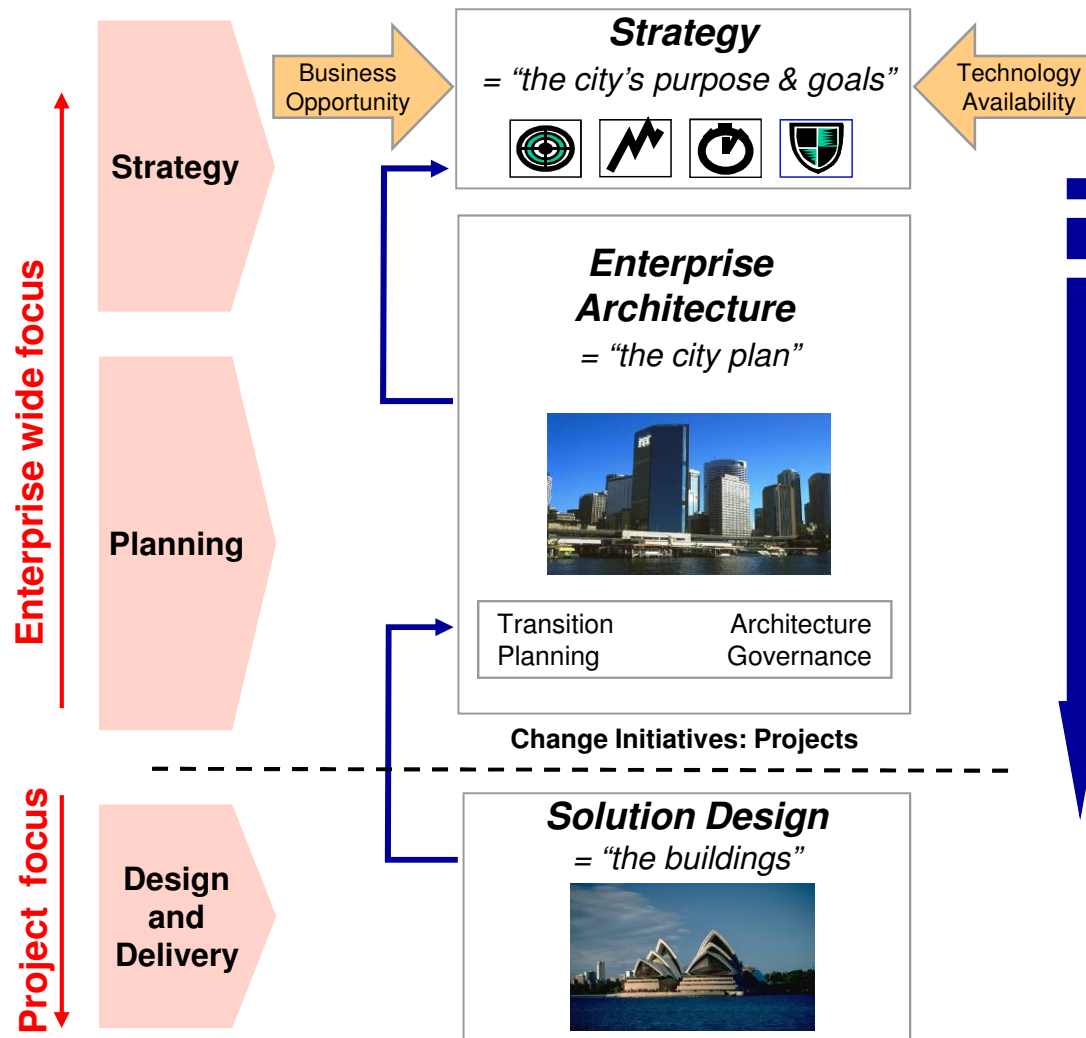 Strategy
= “the city’s purpose & goals”
Business
Opportunity
Technology
Availability
Strategy
Enterprise
Architecture
= “the city plan”
Enterprise wide focus
Planning
Transition
Planning
Architecture
Governance
Change Initiatives: Projects
Solution Design
= “the buildings”
Project focus
Design
and
Delivery